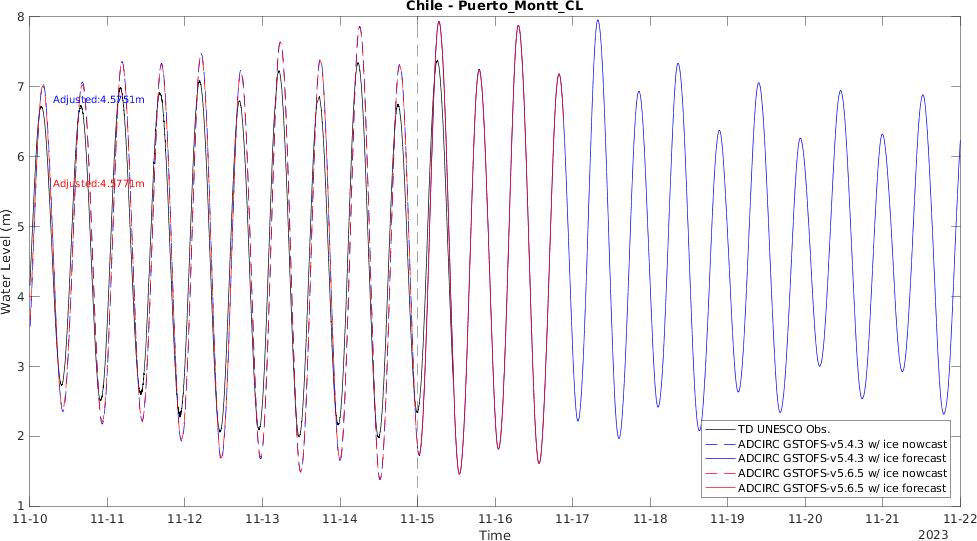 Chile - Puerto_Montt_CL
8
7
6
5
4
3
2
1
Water Level (m)
Adjusted:4.5751m
Adjusted:4.5771m
TD UNESCO Obs.
ADCIRC GSTOFS-v5.4.3 w/ ice nowcast
ADCIRC GSTOFS-v5.4.3 w/ ice forecast
ADCIRC GSTOFS-v5.6.5 w/ ice nowcast
ADCIRC GSTOFS-v5.6.5 w/ ice forecast
11-10 11-11 11-12 11-13 11-14 11-15 11-16 11-17 11-18 11-19 11-20 11-21 11-22
Time
2023